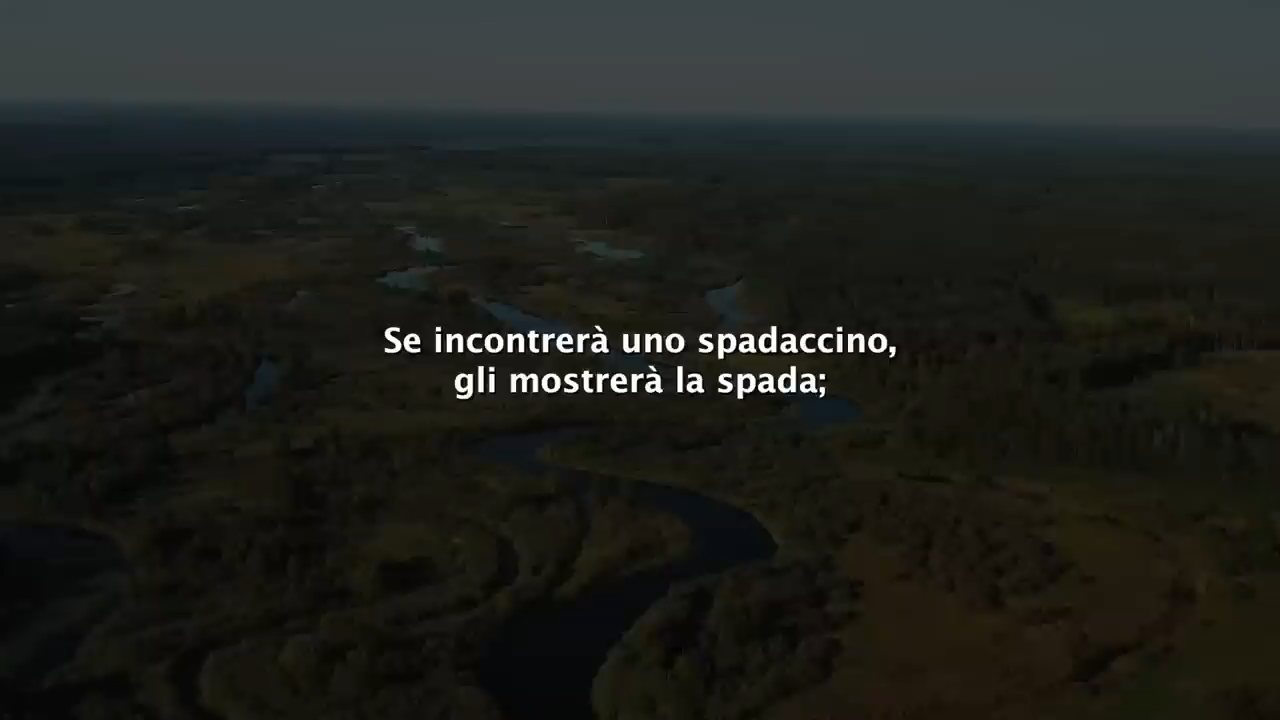 Se incontrerà uno spadaccino,
gli mostrerà la spada;